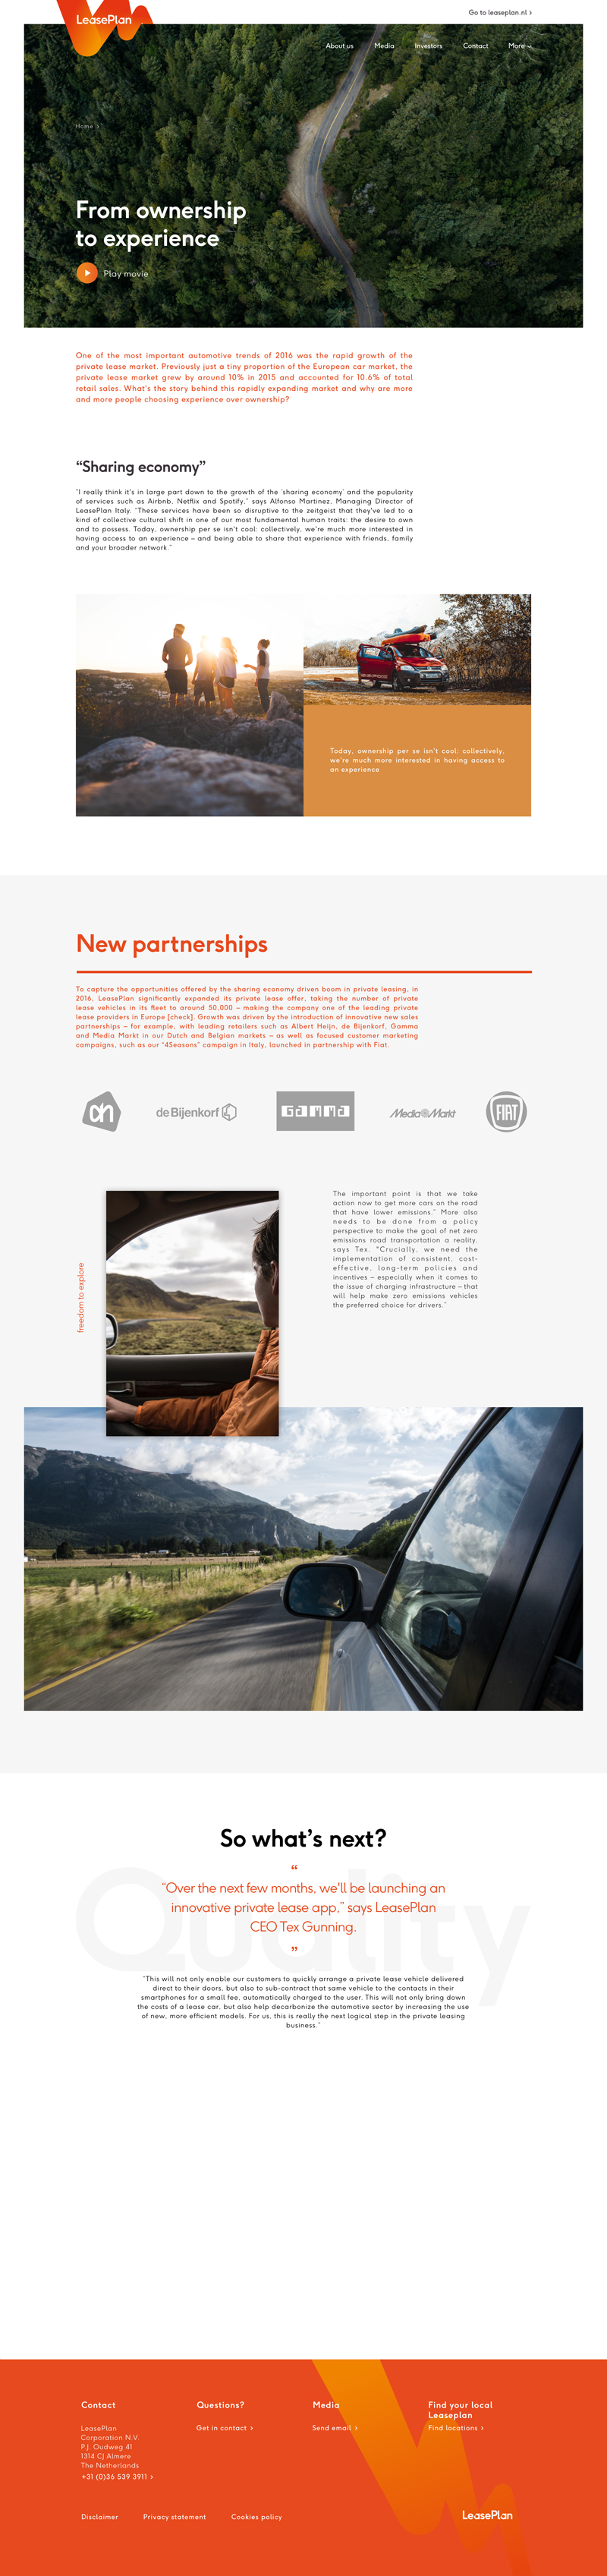 LeasePlan
Go to leaseplan.nl >
About us
Media
Investors
Contact
More
Home >
From ownership
to experience
Play movie
One of the most important automotive trends of 2016 was the rapid growth of the
private lease market. Previously just a tiny proportion of the European car market, the
private lease market grew by around 10% in 2015 and accounted for 10.6% of total
retail sales. What's the story behind this rapidly expanding market and why are more
and more people choosing experience over ownership?
“Sharing economy”
“I really think it's in large part down to the growth of the ‘sharing economy’ and the popularity
of services such as Airbnb, Netflix and Spotify,” says Alfonso Martinez, Managing Director of
LeasePlan Italy. “These services have been so disruptive to the zeitgeist that they've led to a
kind of collective cultural shift in one of our most fundamental human traits: the desire to own
and to possess. Today, ownership per se isn't cool: collectively, we're much more interested in
having access to an experience – and being able to share that experience with friends, family
and your broader network.”
Today, ownership per se isn't cool: collectively,
we're much more interested in having access to
an experience
New partnerships
To capture the opportunities offered by the sharing economy driven boom in private leasing, in
2016, LeasePlan significantly expanded its private lease offer, taking the number of private
lease vehicles in its fleet to around 50,000 – making the company one of the leading private
lease providers in Europe [check]. Growth was driven by the introduction of innovative new sales
partnerships – for example, with leading retailers such as Albert Heijn, de Bijenkorf, Gamma
and Media Markt in our Dutch and Belgian markets – as well as focused customer marketing
campaigns, such as our “4Seasons” campaign in Italy, launched in partnership with Fiat.
ah
de Bijenkorf
GAMMA
Media Markt
FIAT
The important point is that we take
action now to get more cars on the road
that have lower emissions.” More also
needs to be done from a policy
perspective to make the goal of net zero
emissions road transportation a reality,
says Tex. “Crucially, we need the
implementation of consistent, cost-
effective, long-term policies and
incentives – especially when it comes to
the issue of charging infrastructure – that
will help make zero emissions vehicles
the preferred choice for drivers.”
freedom to explore
So what’s next?
Quality
“
“Over the next few months, we'll be launching an
innovative private lease app,” says LeasePlan
CEO Tex Gunning.
”
“This will not only enable our customers to quickly arrange a private lease vehicle delivered
direct to their doors, but also to sub-contract that same vehicle to the contacts in their
smartphones for a small fee, automatically charged to the user. This will not only bring down
the costs of a lease car, but also help decarbonize the automotive sector by increasing the use
of new, more efficient models. For us, this is really the next logical step in the private leasing
business.”
Contact
LeasePlan
Corporation N.V.
P.J. Oudweg 41
1314 CJ Almere
The Netherlands
+31 (0)36 539 3911 >
Questions?
Get in contact >
Media
Send email >
Find your local
Leaseplan
Find locations >
Disclaimer
Privacy statement
Cookies policy
LeasePlan